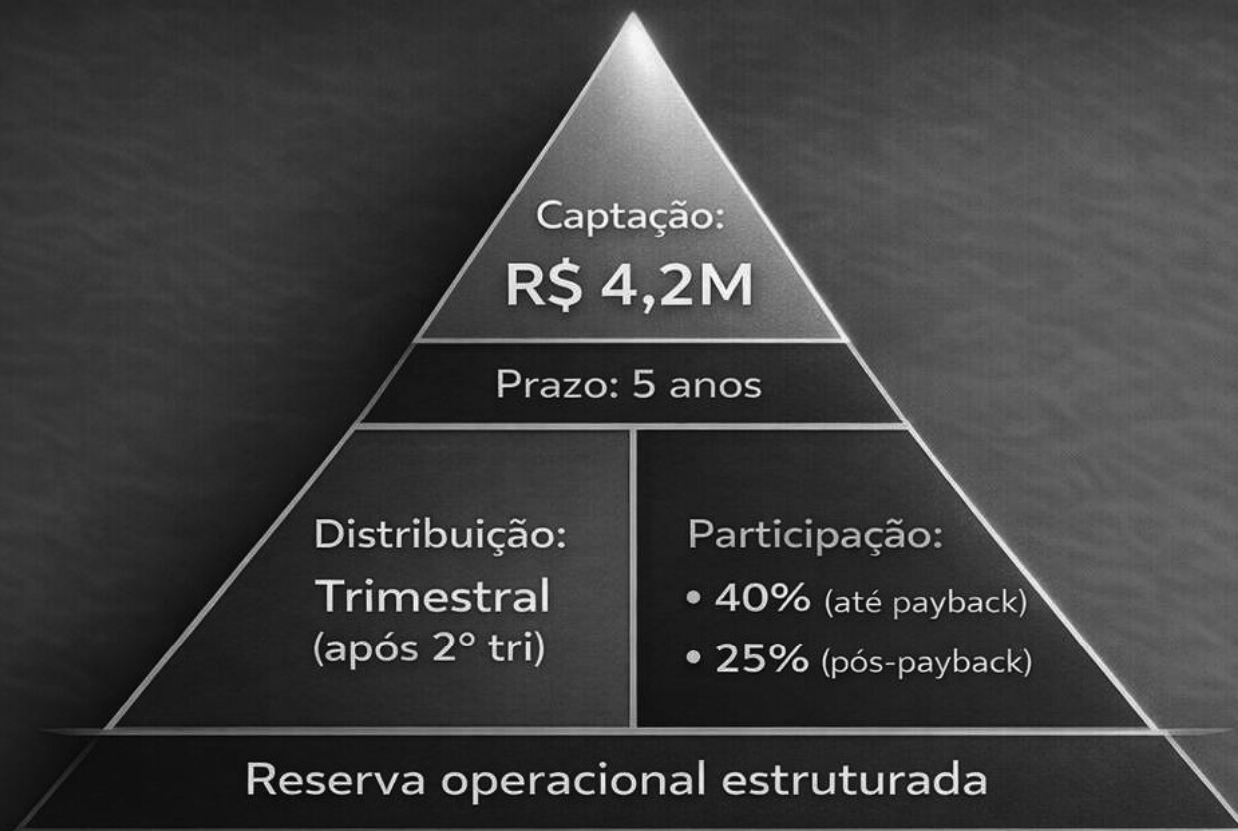 Captação:
R$ 4,2M
Prazo: 5 anos
Distribuição:
Trimestral
(após 2º tri)
Participação:
• 40% (até payback)
• 25% (pós-payback)
Reserva operacional estruturada